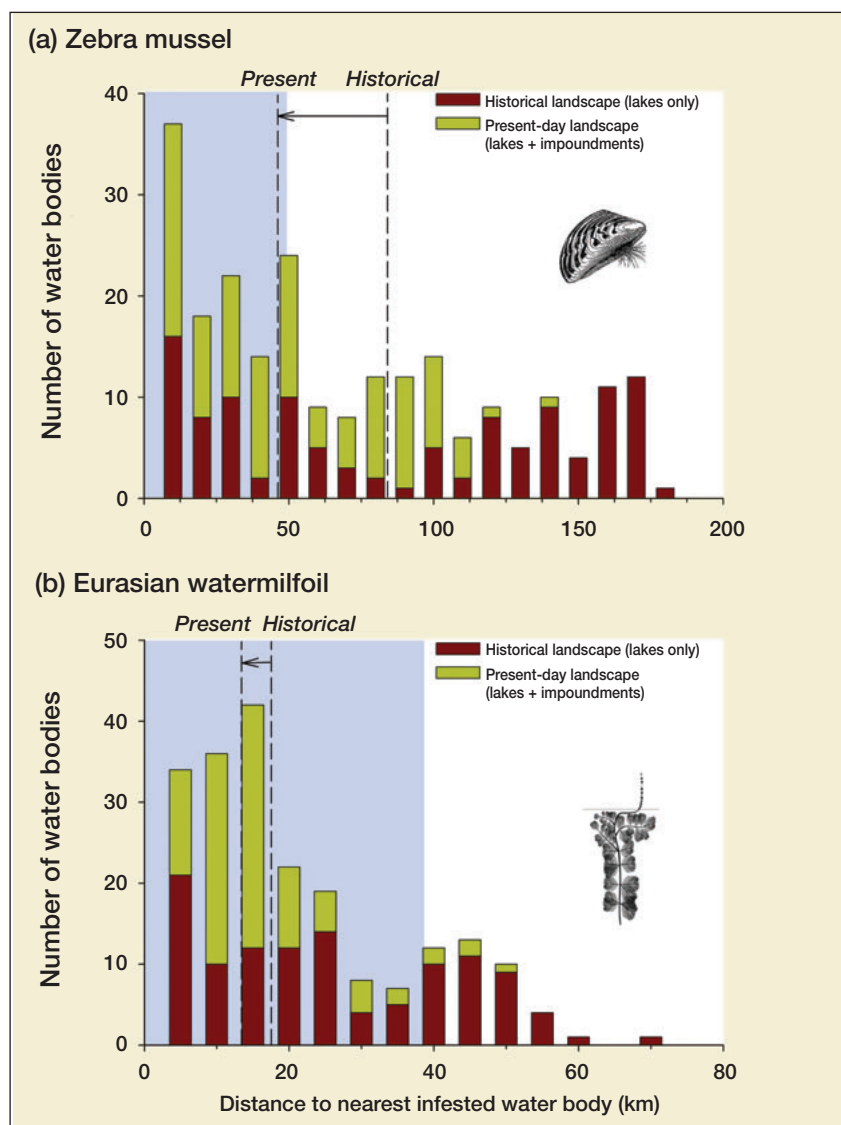 (a) Zebra mussel
Present Historical
40
30
20
10
0
Number of water bodies
Historical landscape (lakes only)
Present-day landscape
(lakes + impoundments)
0 50 100 150 200
(b) Eurasian watermilfoil
Present Historical
50
40
30
20
10
0
Number of water bodies
Historical landscape (lakes only)
Present-day landscape
(lakes + impoundments)
0 20 40 60 80
Distance to nearest infested water body (km)